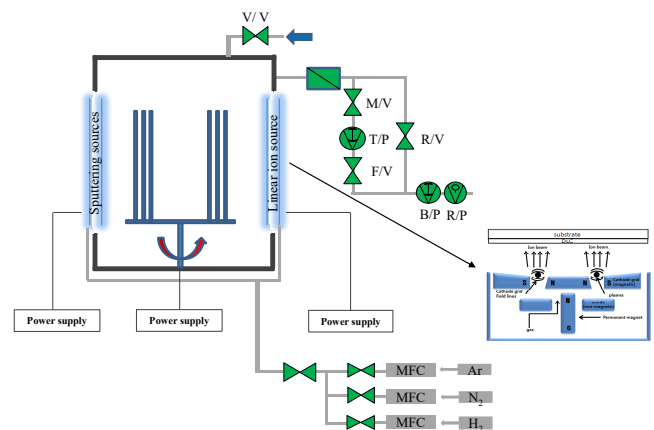 V/ V
M/V
T/P
R/V
F/V
B/P R/P
Sputtering sources
Linear ion source
Power supply
Power supply
Power supply
MFC
Ar
MFC
N2
MFC
H2
substrate
DLC
Ion beam
Ion beam
S
N
N
S
Cathode grid
(magnetic)
Cathode grid
field lines
plasma
N
gas
Permanent magnet
G